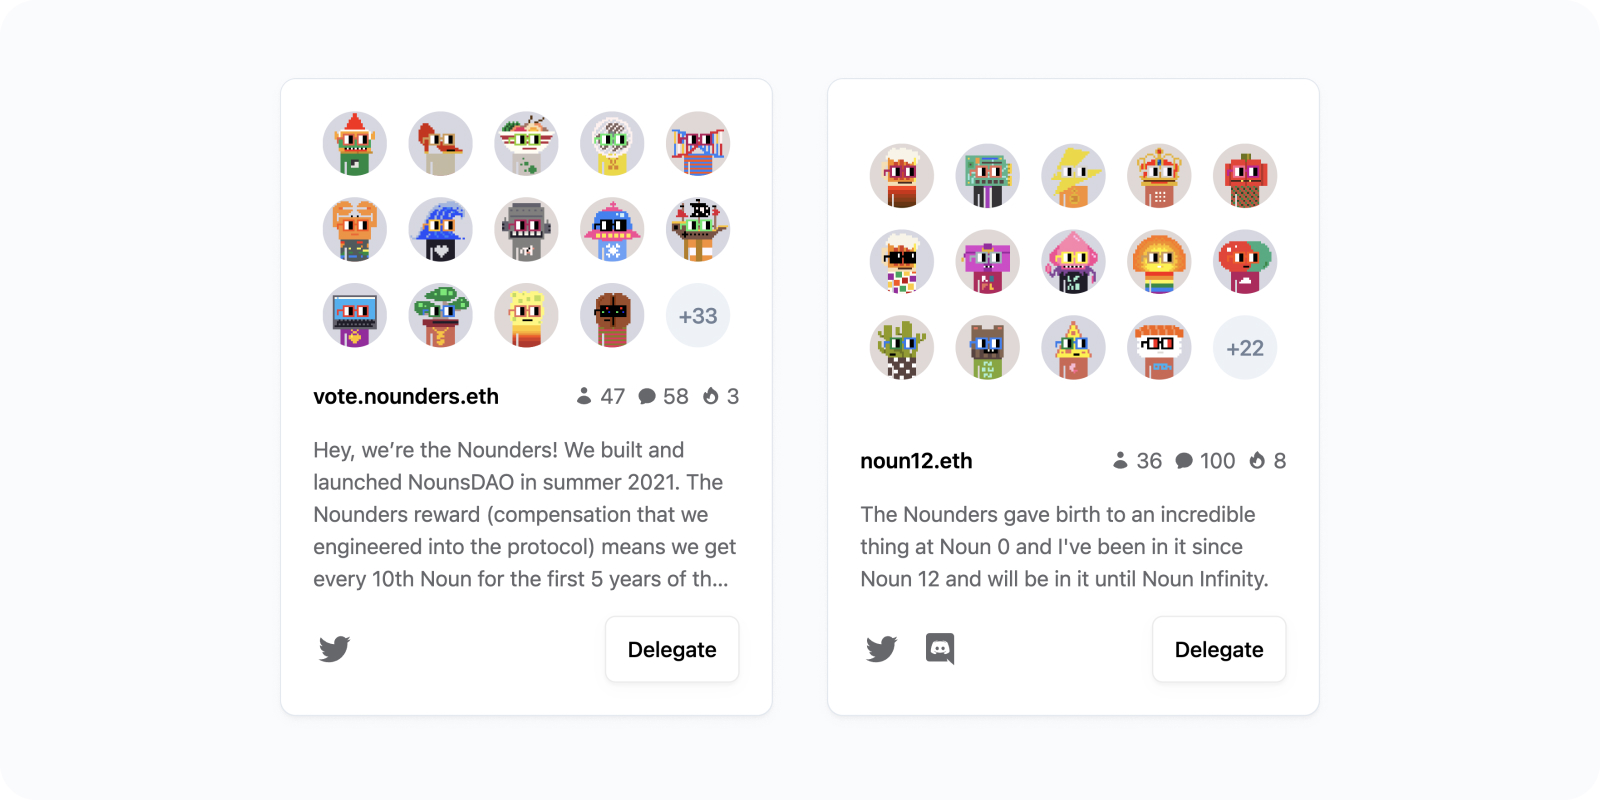 +33
vote.nounders.eth 47 58 3
Hey, we’re the Nounders! We built and
launched NounsDAO in summer 2021. The
Nounders reward (compensation that we
engineered into the protocol) means we get
every 10th Noun for the first 5 years of th...
Delegate
+22
noun12.eth 36 100 8
The Nounders gave birth to an incredible
thing at Noun 0 and I've been in it since
Noun 12 and will be in it until Noun Infinity.
Delegate